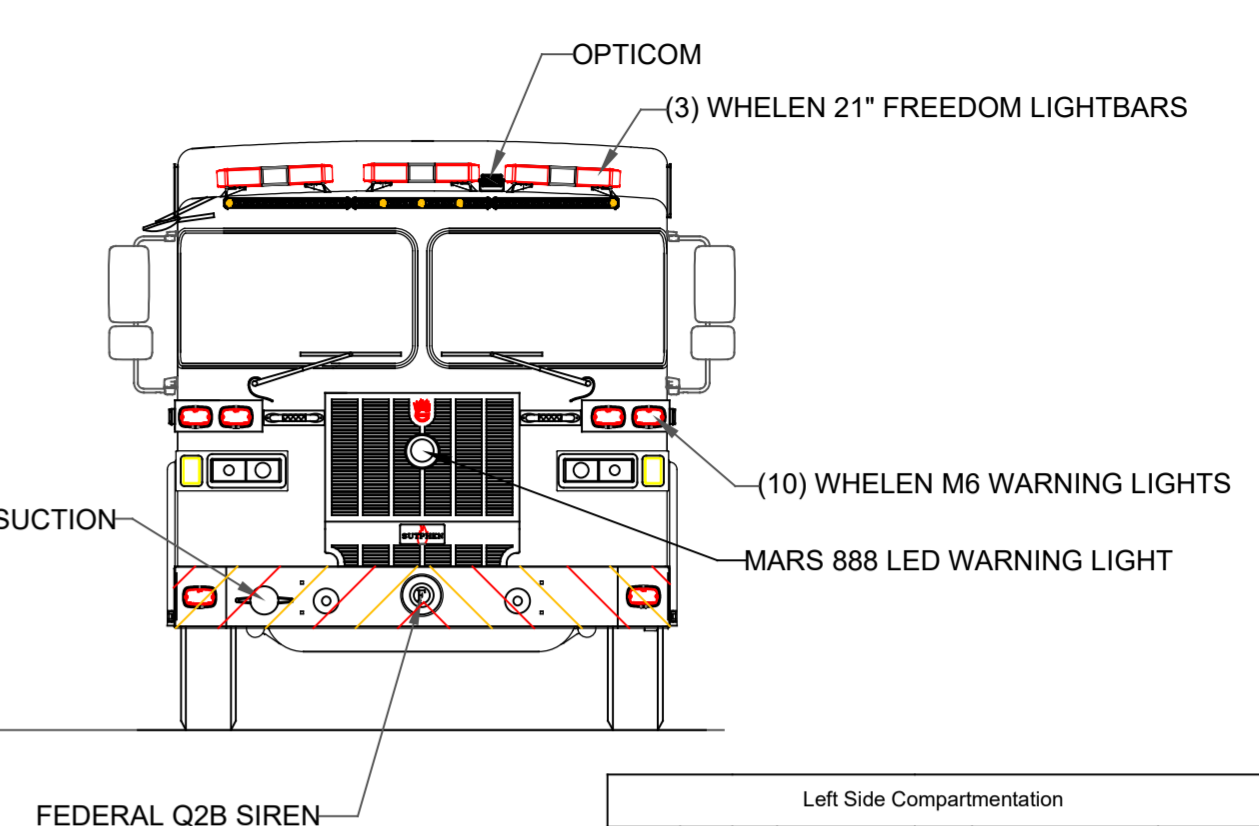 OPTICOM
(3) WHELEN 21" FREEDOM LIGHTBARS
(10) WHELEN M6 WARNING LIGHTS
SUCTION
SUTPHEN
MARS 888 LED WARNING LIGHT
F
FEDERAL Q2B SIREN
Left Side Compartmentation